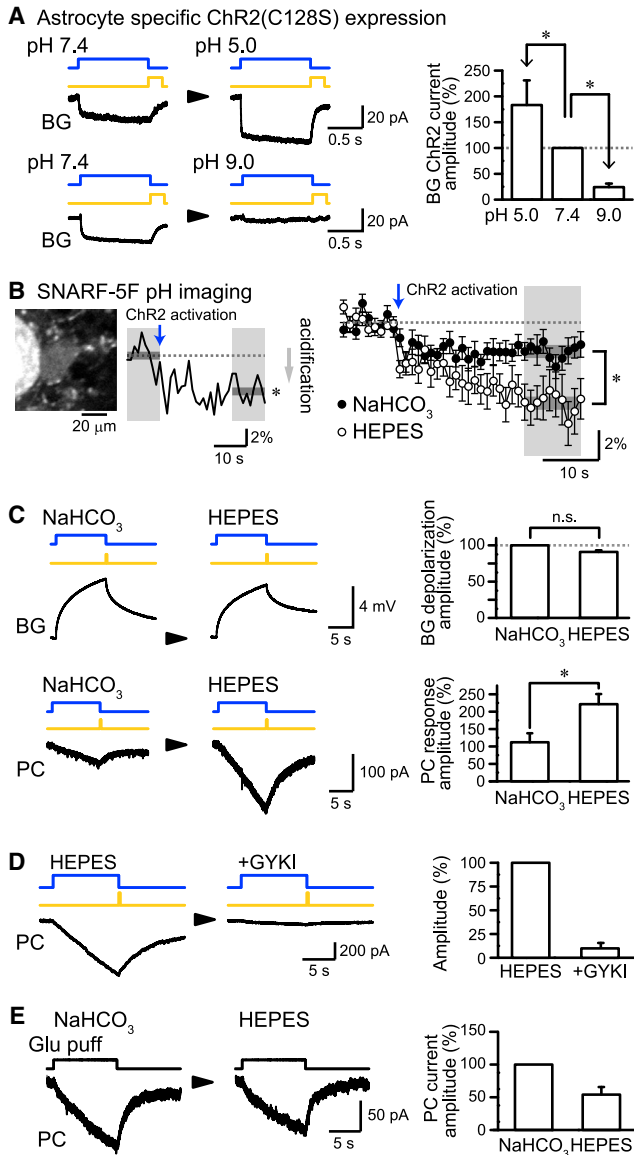 A Astrocyte specific ChR2(C128S) expression
pH 7.4
pH 5.0
BG
20 pA
0.5 s
pH 7.4
pH 9.0
BG
20 pA
0.5 s
BG ChR2 current
amplitude (%)
250
200
150
100
50
0
*
*
pH 5.0 7.4 9.0
B SNARF-5F pH imaging
ChR2 activation
20 μm
*
2%
10 s
acidification
ChR2 activation
NaHCO3
HEPES
*
2%
10 s
C NaHCO3
HEPES
BG
4 mV
5 s
BG depolarization
amplitude (%)
n.s.
100
75
50
25
0
NaHCO3 HEPES
NaHCO3
HEPES
PC
100 pA
5 s
PC response
amplitude (%)
*
250
200
150
100
50
0
NaHCO3 HEPES
D HEPES
+GYKI
PC
200 pA
5 s
Amplitude (%)
100
75
50
25
0
HEPES +GYKI
E NaHCO3
HEPES
Glu puff
PC
50 pA
5 s
PC current
amplitude (%)
150
100
50
0
NaHCO3 HEPES